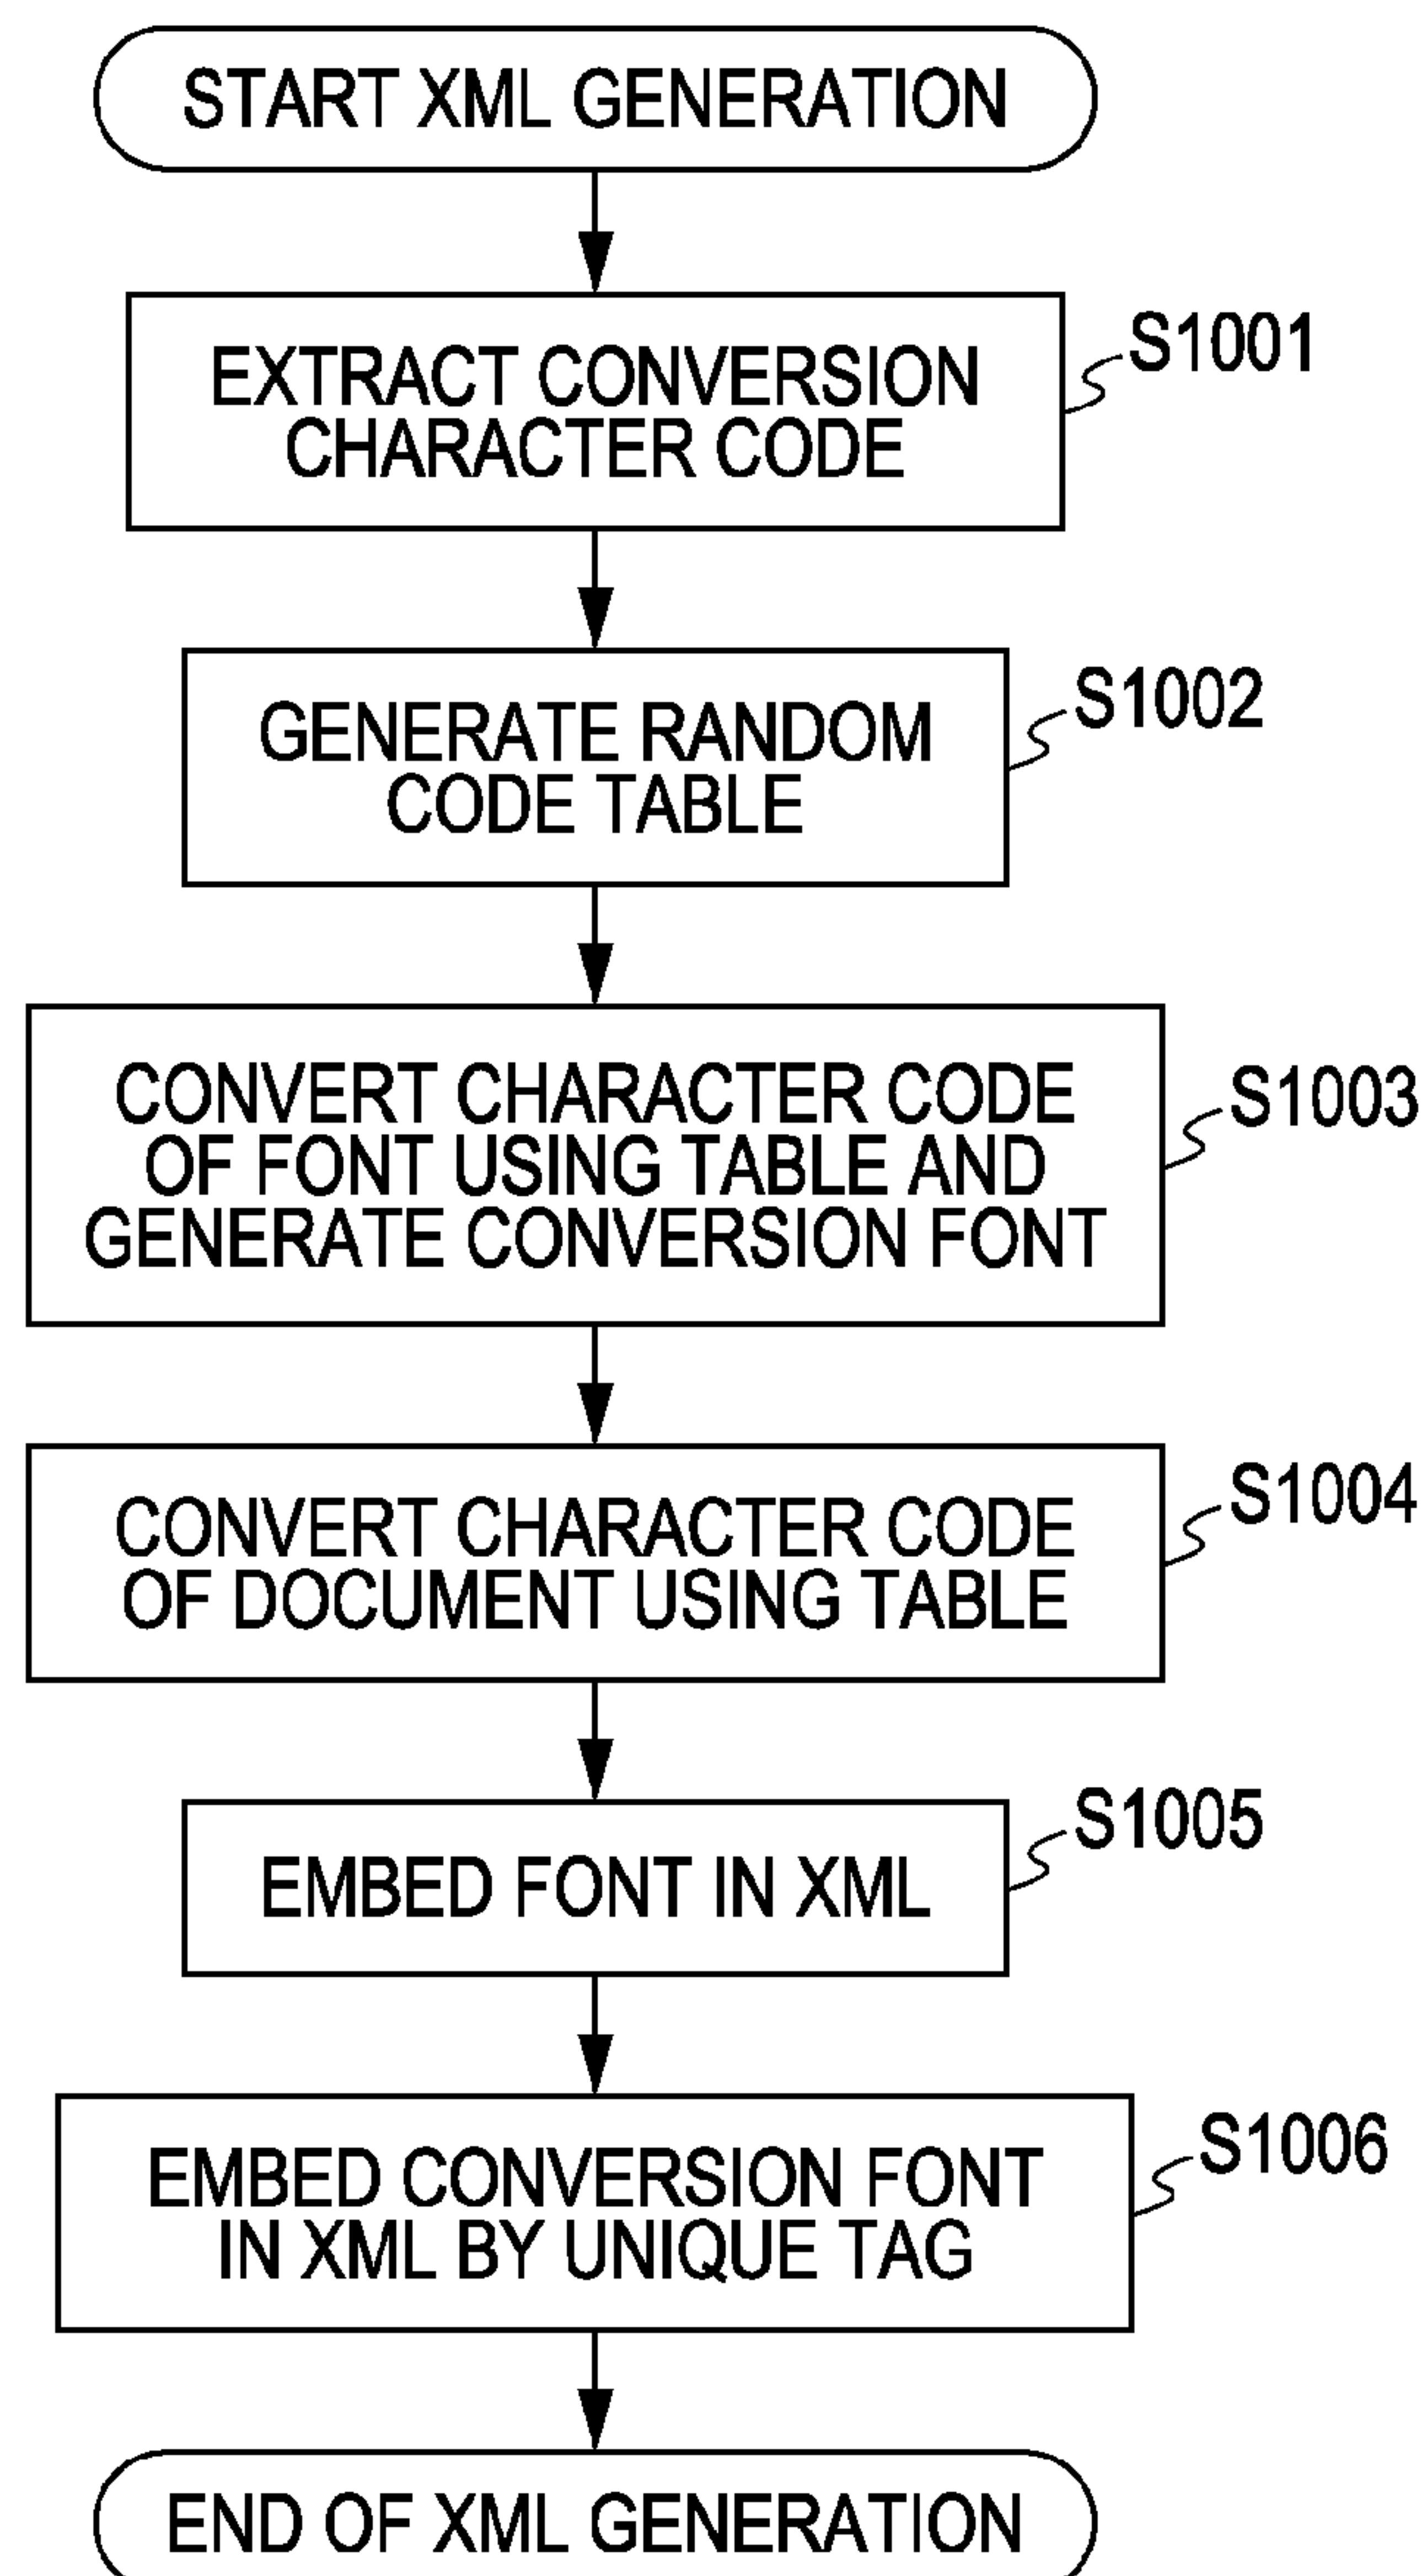 START XML GENERATION
EXTRACT CONVERSION
CHARACTER CODE
S1001
GENERATE RANDOM
CODE TABLE
S1002
CONVERT CHARACTER CODE
OF FONT USING TABLE AND
GENERATE CONVERSION FONT
S1003
CONVERT CHARACTER CODE
OF DOCUMENT USING TABLE
S1004
EMBED FONT IN XML
S1005
EMBED CONVERSION FONT
IN XML BY UNIQUE TAG
S1006
END OF XML GENERATION